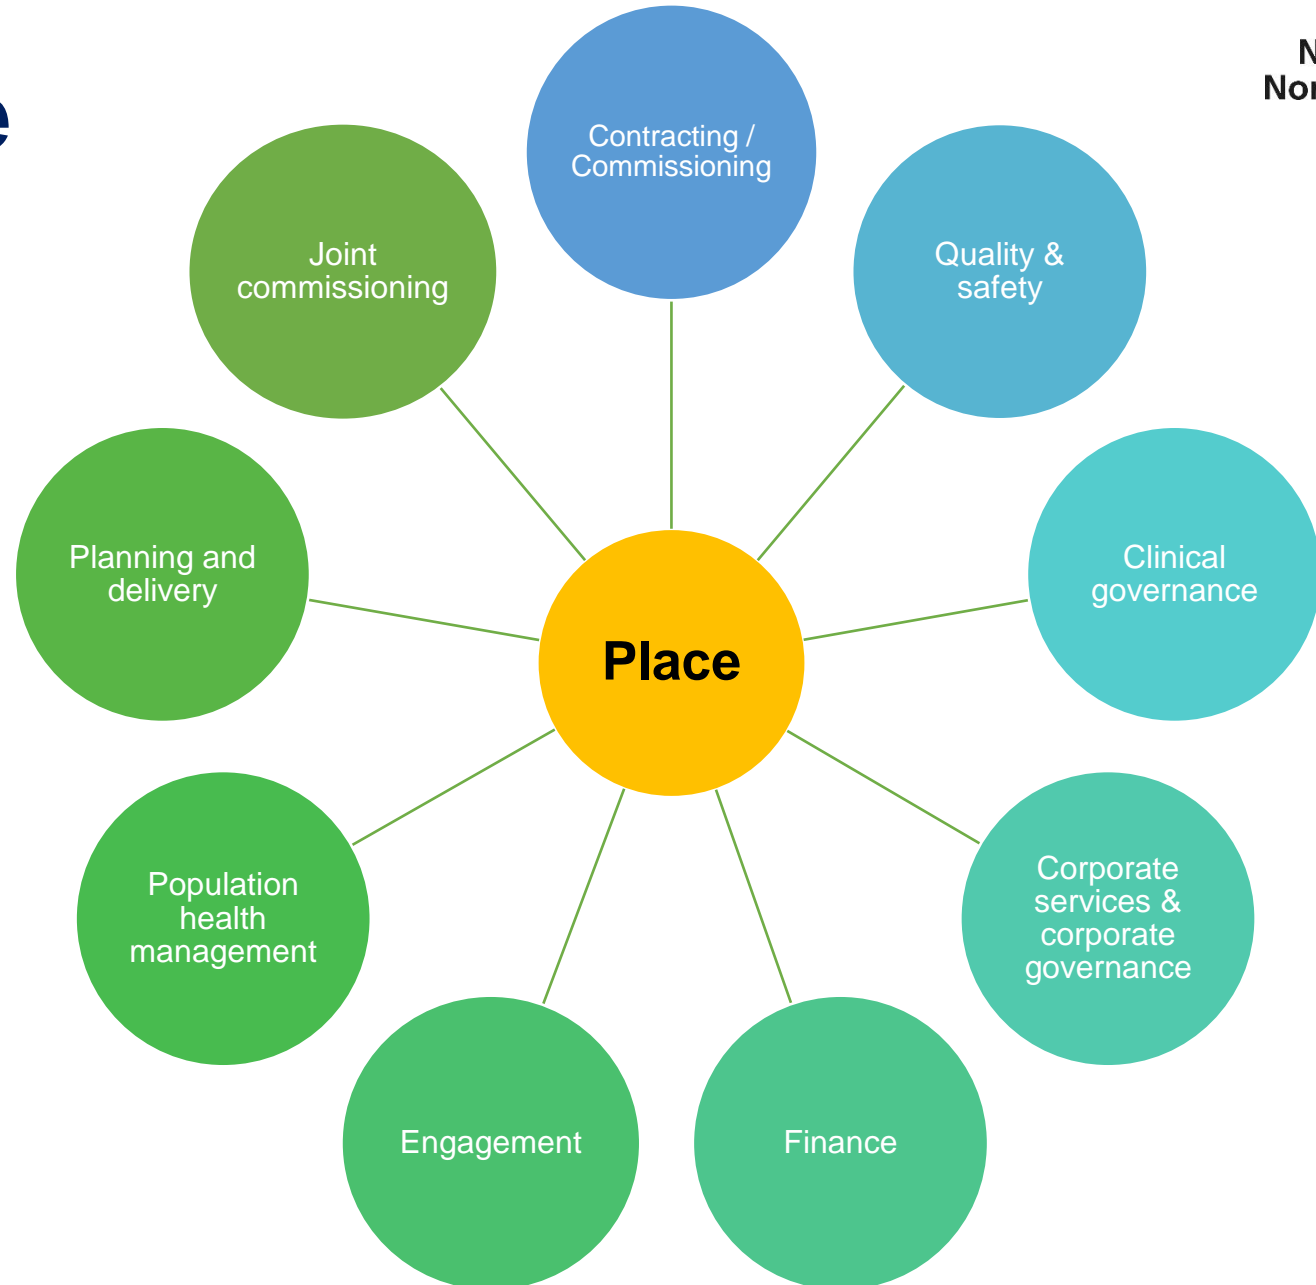 Contracting /
Commissioning
Quality &
safety
Clinical
governance
Corporate
services &
corporate
governance
Finance
Engagement
Population
health
management
Planning and
delivery
Joint
commissioning
Place